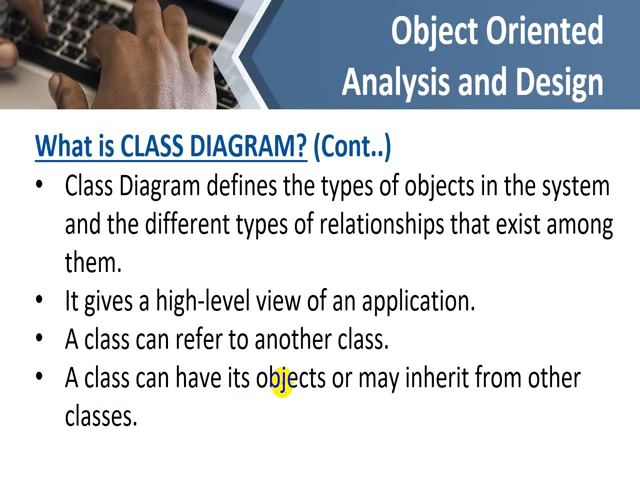 Object Oriented
Analysis and Design
What is CLASS DIAGRAM? (Cont..)
• Class Diagram defines the types of objects in the system
and the different types of relationships that exist among
them.
• It gives a high-level view of an application.
• A class can refer to another class.
• A class can have its objects or may inherit from other
classes.